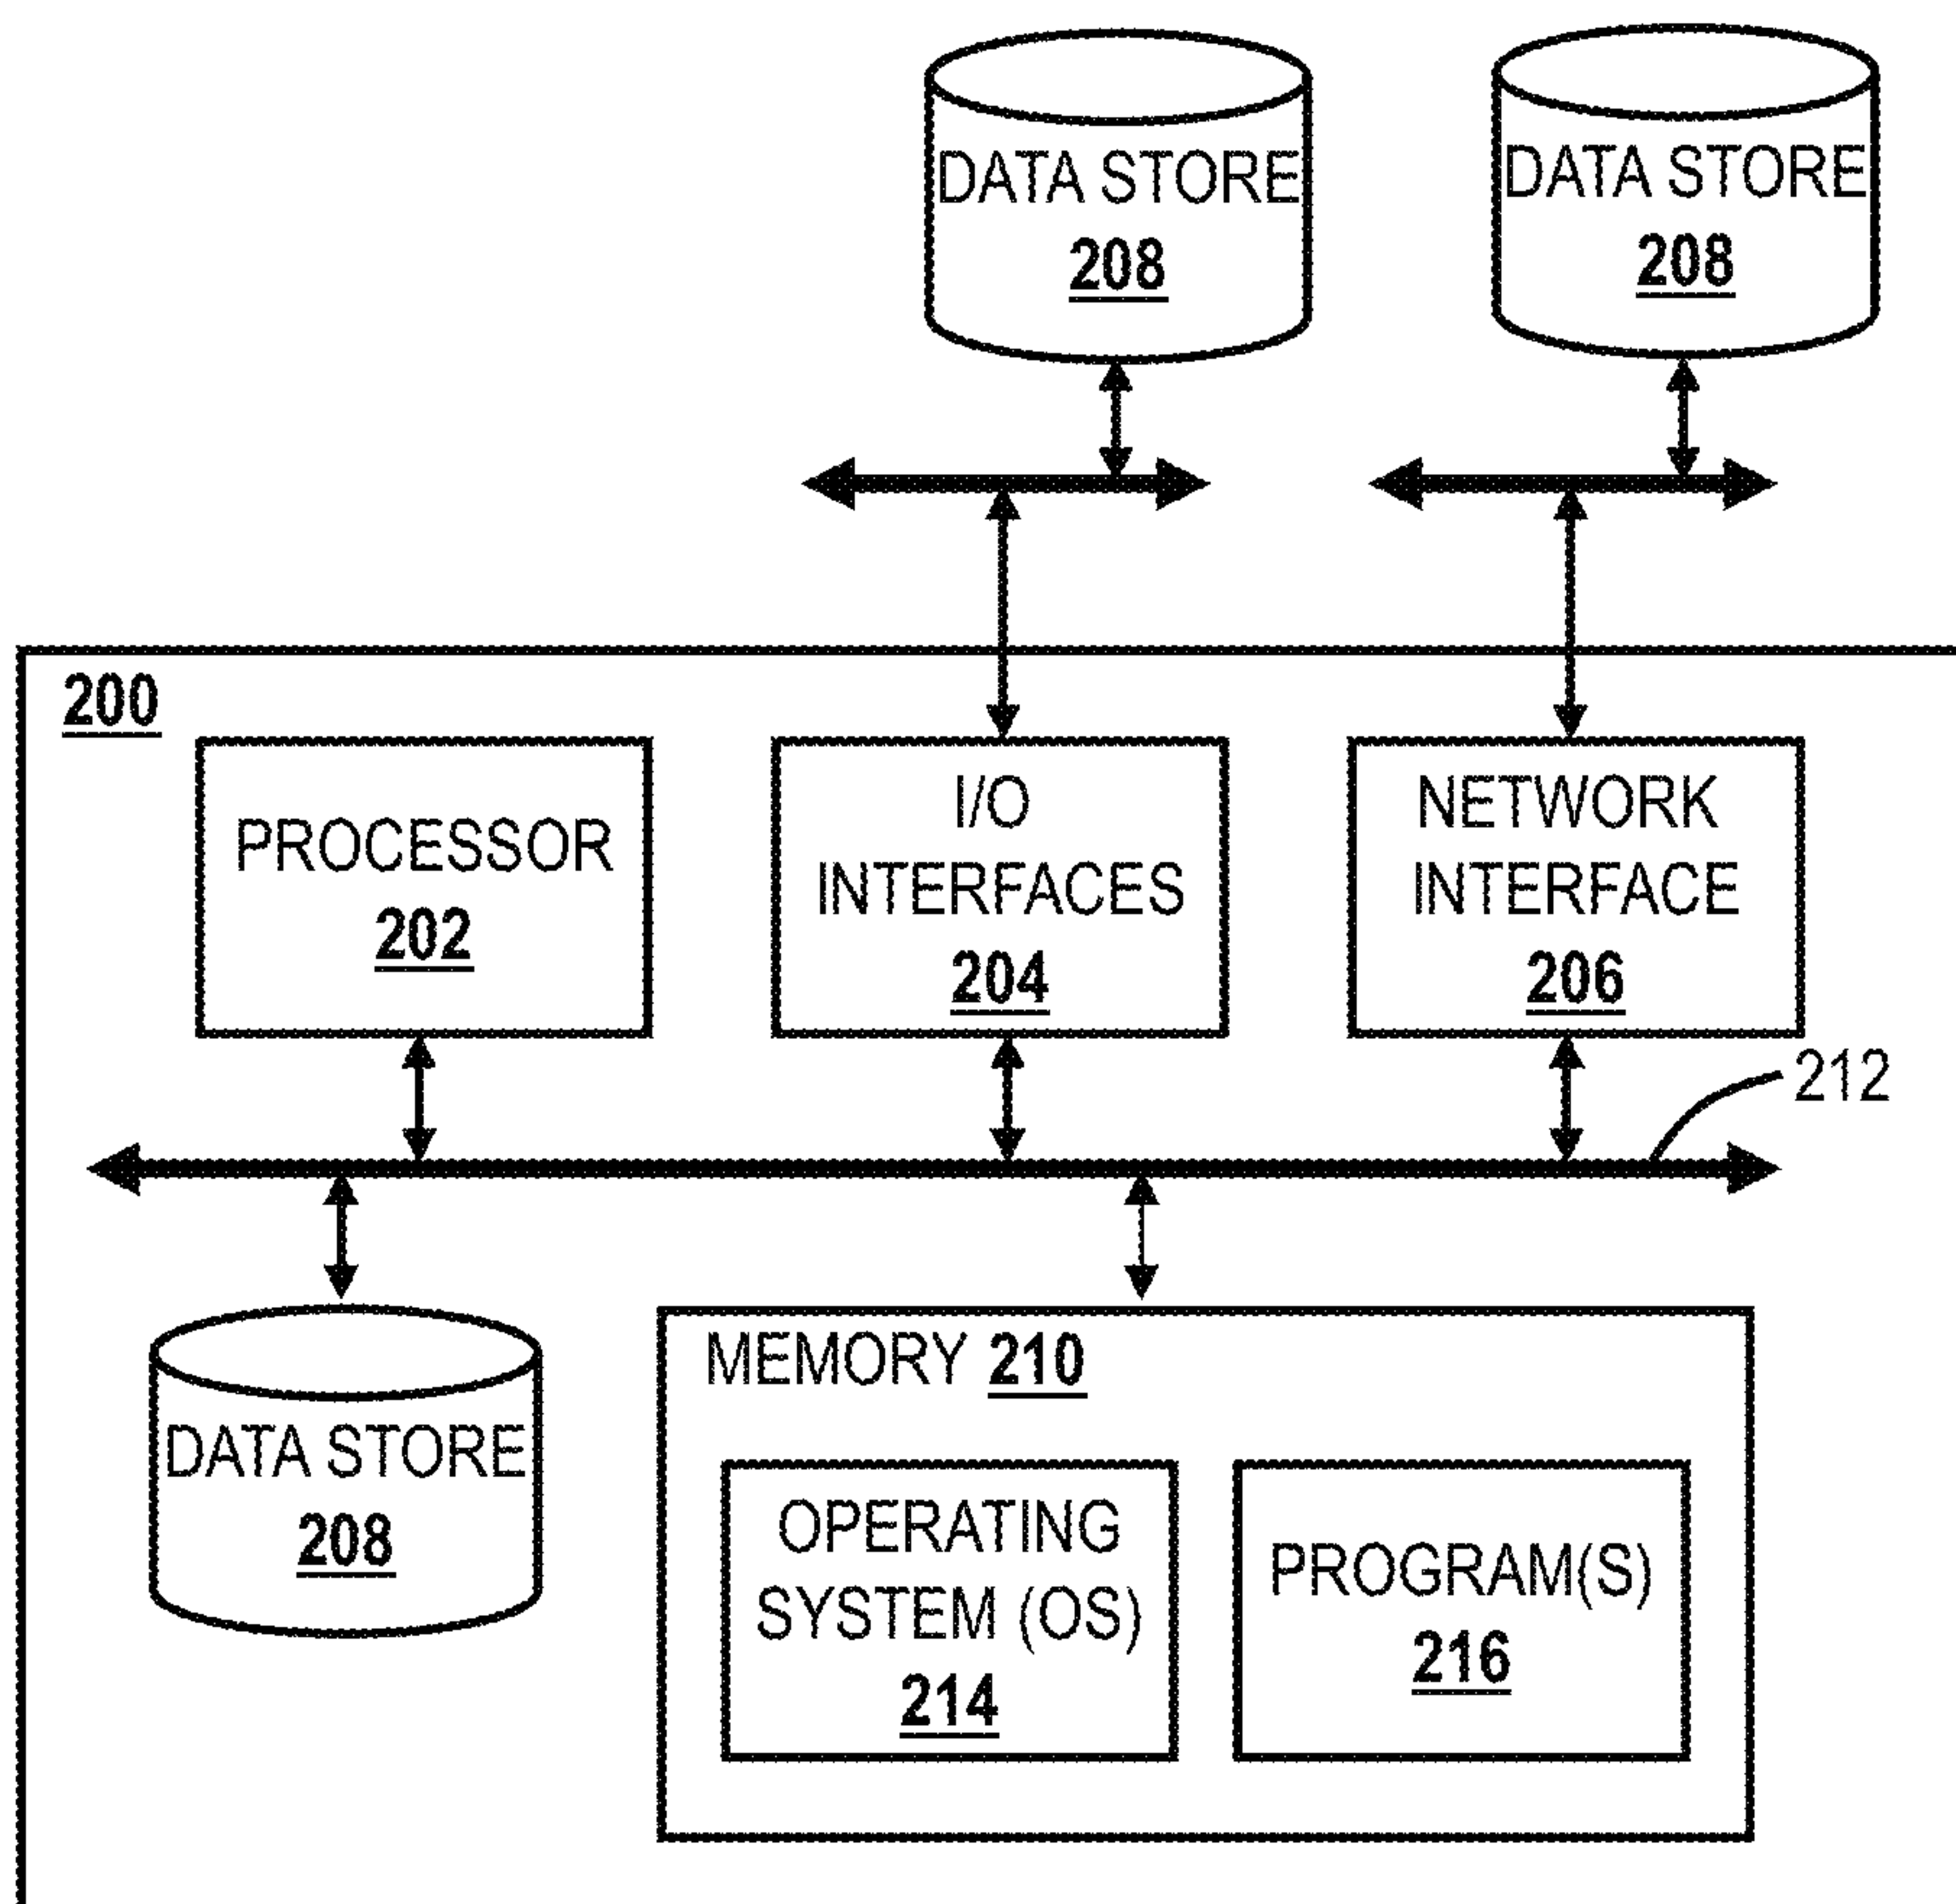 DATA STORE
208
DATA STORE
208
200
PROCESSOR
202
I/O
INTERFACES
204
NETWORK
INTERFACE
206
212
DATA STORE
208
MEMORY 210
OPERATING
SYSTEM (OS)
214
PROGRAM(S)
216